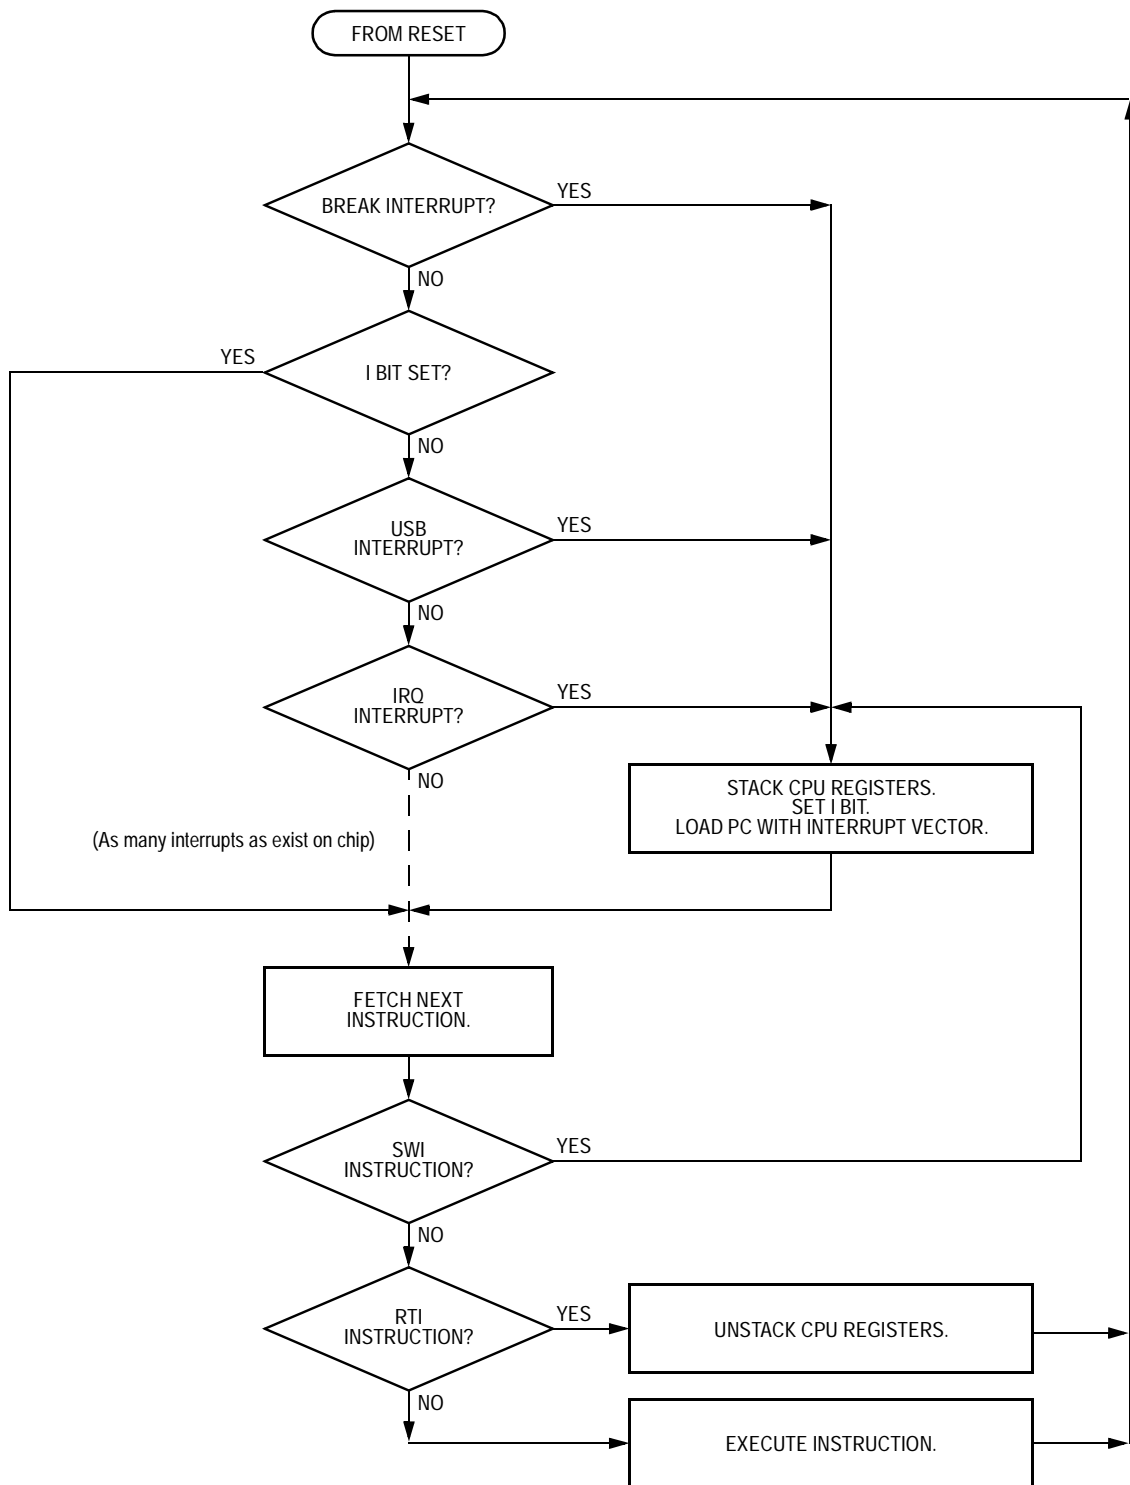 FROM RESET
BREAK INTERRUPT?
YES
NO
I BIT SET?
YES
NO
USB
INTERRUPT?
YES
NO
IRQ
INTERRUPT?
YES
NO
STACK CPU REGISTERS.
SET I BIT.
LOAD PC WITH INTERRUPT VECTOR.
(As many interrupts as exist on chip)
FETCH NEXT
INSTRUCTION.
SWI
INSTRUCTION?
YES
NO
RTI
INSTRUCTION?
YES
UNSTACK CPU REGISTERS.
NO
EXECUTE INSTRUCTION.